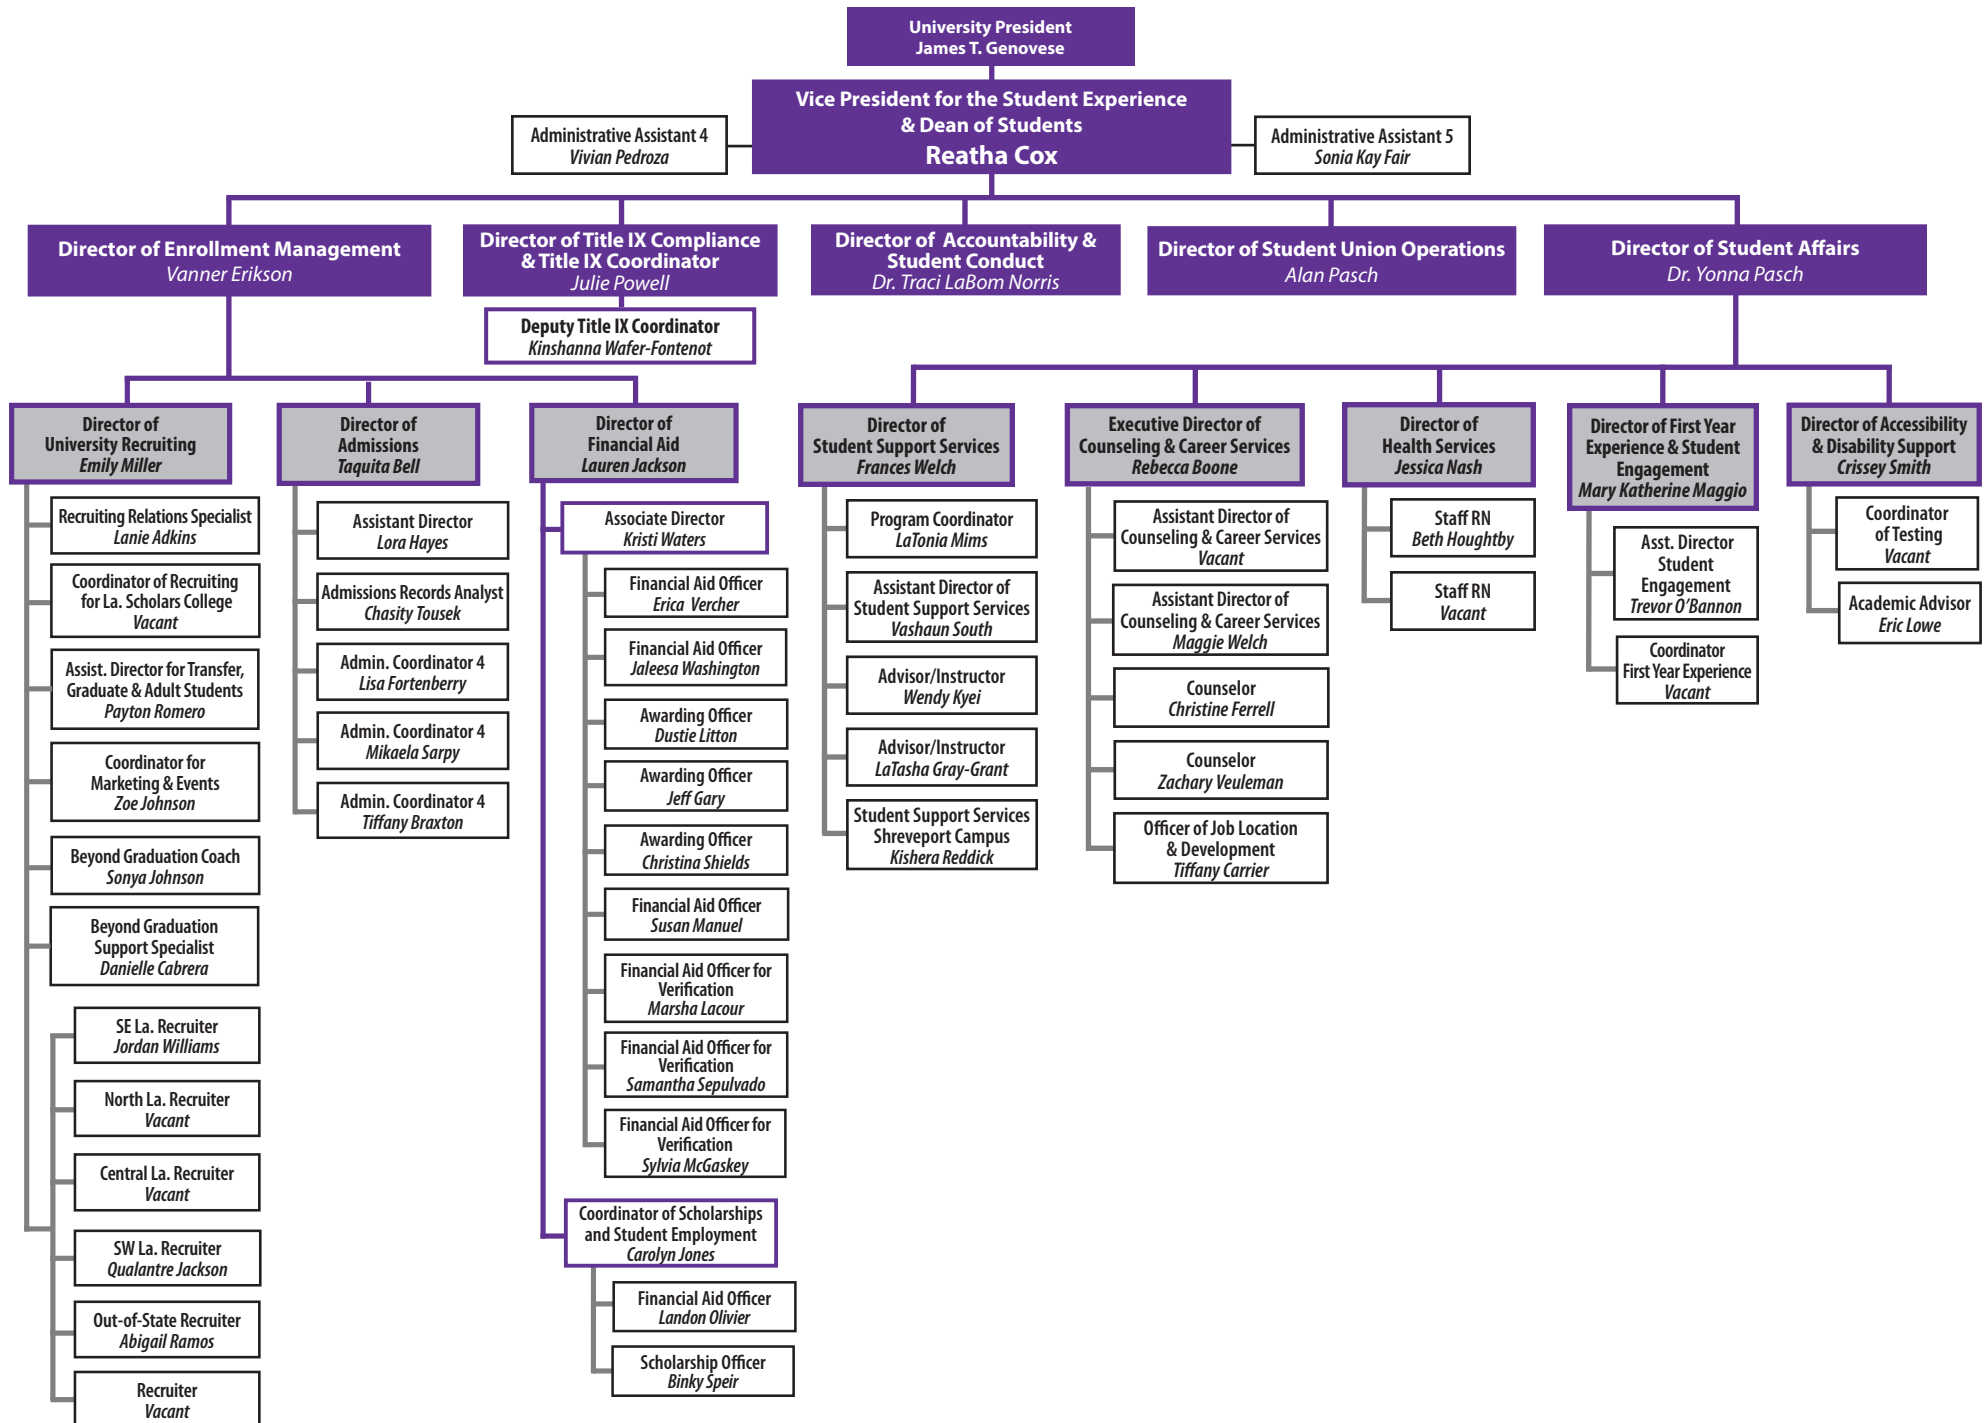 University President
James T. Genovese
Vice President for the Student Experience
& Dean of Students
Reatha Cox
Administrative Assistant 4
Vivian Pedroza
Administrative Assistant 5
Sonia Kay Fair
Director of Enrollment Management
Vanner Erikson
Director of Title IX Compliance
& Title IX Coordinator
Julie Powell
Director of Accountability &
Student Conduct
Dr. Traci LaBom Norris
Director of Student Union Operations
Alan Pasch
Director of Student Affairs
Dr. Yonna Pasch
Deputy Title IX Coordinator
Kinshanna Wafer-Fontenot
Director of
University Recruiting
Emily Miller
Recruiting Relations Specialist
Lanie Adkins
Coordinator of Recruiting
for La. Scholars College
Vacant
Assist. Director for Transfer,
Graduate & Adult Students
Payton Romero
Coordinator for
Marketing & Events
Zoe Johnson
Beyond Graduation Coach
Sonya Johnson
Beyond Graduation
Support Specialist
Danielle Cabrera
SE La. Recruiter
Jordan Williams
North La. Recruiter
Vacant
Central La. Recruiter
Vacant
SW La. Recruiter
Qualantre Jackson
Out-of-State Recruiter
Abigail Ramos
Recruiter
Vacant
Director of
Admissions
Taquita Bell
Assistant Director
Lora Hayes
Admissions Records Analyst
Chasity Tousek
Admin. Coordinator 4
Lisa Fortenberry
Admin. Coordinator 4
Mikaela Sarpy
Admin. Coordinator 4
Tiffany Braxton
Director of
Financial Aid
Lauren Jackson
Associate Director
Kristi Waters
Financial Aid Officer
Erica Vercher
Financial Aid Officer
Jaleesa Washington
Awarding Officer
Dustie Litton
Awarding Officer
Jeff Gary
Awarding Officer
Christina Shields
Financial Aid Officer
Susan Manuel
Financial Aid Officer for
Verification
Marsha Lacour
Financial Aid Officer for
Verification
Samantha Sepulvado
Financial Aid Officer for
Verification
Sylvia McGaskey
Coordinator of Scholarships
and Student Employment
Carolyn Jones
Financial Aid Officer
Landon Olivier
Scholarship Officer
Binky Speir
Director of
Student Support Services
Frances Welch
Program Coordinator
LaTonia Mims
Assistant Director of
Student Support Services
Vashaun South
Advisor/Instructor
Wendy Kyei
Advisor/Instructor
LaTasha Gray-Grant
Student Support Services
Shreveport Campus
Kishera Reddick
Executive Director of
Counseling & Career Services
Rebecca Boone
Assistant Director of
Counseling & Career Services
Vacant
Assistant Director of
Counseling & Career Services
Maggie Welch
Counselor
Christine Ferrell
Counselor
Zachary Veuleman
Officer of Job Location
& Development
Tiffany Carrier
Director of
Health Services
Jessica Nash
Staff RN
Beth Houghtby
Staff RN
Vacant
Director of First Year
Experience & Student
Engagement
Mary Katherine Maggio
Asst. Director
Student
Engagement
Trevor O'Bannon
Coordinator
First Year Experience
Vacant
Director of Accessibility
& Disability Support
Crissey Smith
Coordinator
of Testing
Vacant
Academic Advisor
Eric Lowe